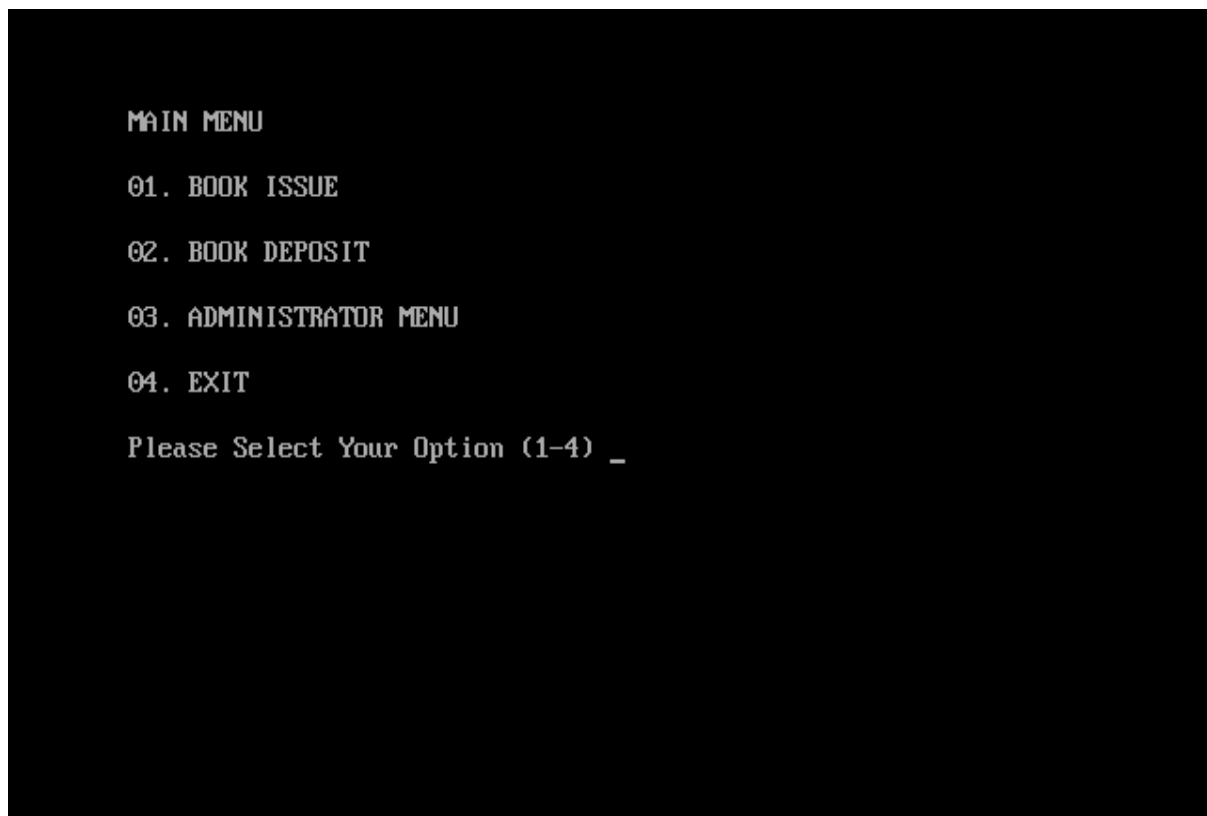 MAIN MENU
01. BOOK ISSUE
02. BOOK DEPOSIT
03. ADMINISTRATOR MENU
04. EXIT
Please Select Your Option (1-4) _